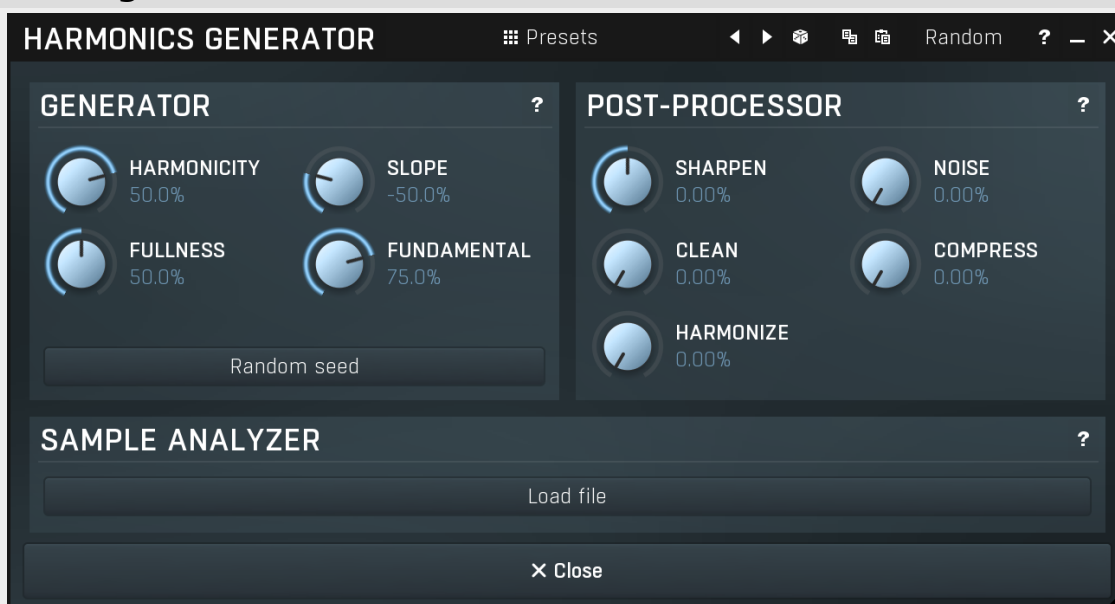 HARMONICS GENERATOR Presets Random ?
GENERATOR ?
HARMONICITY
50.0%
SLOPE
-50.0%
FULLNESS
50.0%
FUNDAMENTAL
75.0%
Random seed
POST-PROCESSOR ?
SHARPEN
0.00%
NOISE
0.00%
CLEAN
0.00%
COMPRESS
0.00%
HARMONIZE
0.00%
SAMPLE ANALYZER ?
Load file
Close